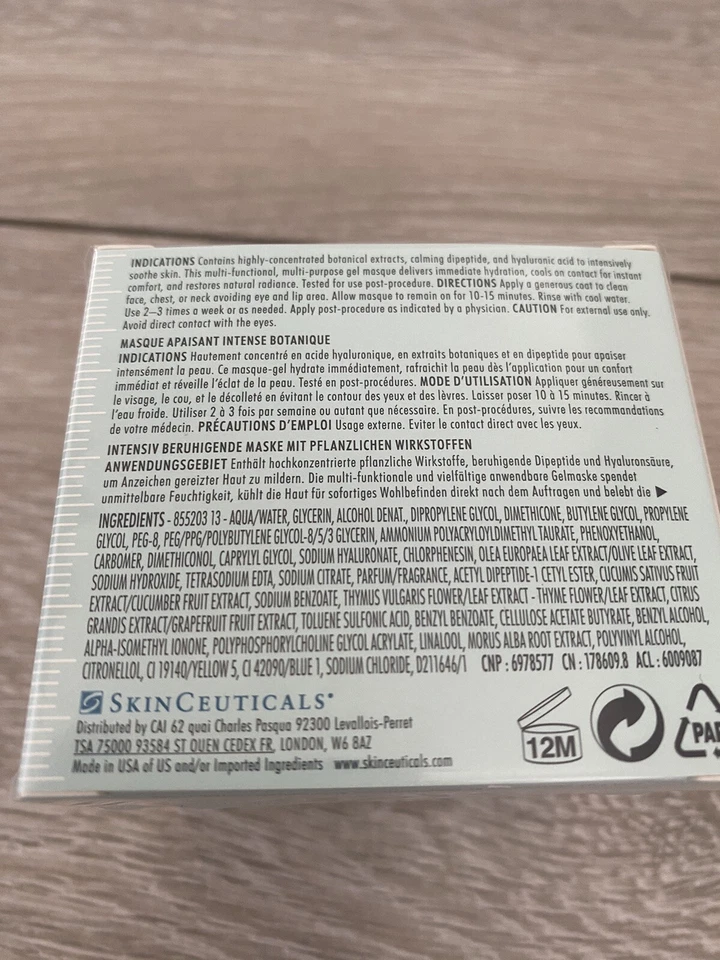 INDICATIONS Contains highly-concentrated botanical extracts, calming dipeptide, and hyaluronic acid to intensively
soothe skin. This multi-functional, multi-purpose gel masque delivers immediate hydration, cools on contact for instant
comfort, and restores natural radiance. Tested for use post-procedure. DIRECTIONS Apply a generous coat to clean
face, chest, or neck avoiding eye and lip area. Allow masque to remain on for 10-15 minutes. Rinse with cool water.
Use 2–3 times a week or as needed. Apply post-procedure as indicated by a physician. CAUTION For external use only.
Avoid direct contact with the eyes.
MASQUE APAISANT INTENSE BOTANIQUE
INDICATIONS Hautement concentré en acide hyaluronique, en extraits botaniques et en dipeptide pour apaiser
intensément la peau. Ce masque-gel hydrate immédiatement, rafraichit la peau dès l'application pour un confort
immédiat et réveille l'éclat de la peau. Testé en post-procédures. MODE D'UTILISATION Appliquer généreusement sur
le visage, le cou, et le décolleté en évitant le contour des yeux et des lèvres. Laisser poser 10 à 15 minutes. Rincer à
l'eau froide. Utiliser 2 à 3 fois par semaine ou autant que nécessaire. En post-procédures, suivre les recommandations
de votre médecin. PRÉCAUTIONS D'EMPLOI Usage externe. Eviter le contact direct avec les yeux.
INTENSIV BERUHIGENDE MASKE MIT PFLANZLICHEN WIRKSTOFFEN
ANWENDUNGSGEBIET Enthält hochkonzentrierte pflanzliche Wirkstoffe, beruhigende Dipeptide und Hyaluronsäure,
um Anzeichen gereizter Haut zu mildern. Die multi-funktionale und vielfältige anwendbare Gelmaske spendet
unmittelbare Feuchtigkeit, kühlt die Haut für sofortiges Wohlbefinden direkt nach dem Auftragen und belebt die ▶
INGREDIENTS - 855203 13 - AQUA/WATER, GLYCERIN, ALCOHOL DENAT., DIPROPYLENE GLYCOL, DIMETHICONE, BUTYLENE GLYCOL, PROPYLENE
GLYCOL, PEG-8, PEG/PPG/POLYBUTYLENE GLYCOL-8/5/3 GLYCERIN, AMMONIUM POLYACRYLOYLDIMETHYL TAURATE, PHENOXYETHANOL,
CARBOMER, DIMETHICONOL, CAPRYLYL GLYCOL, SODIUM HYALURONATE, CHLORPHENESIN, OLEA EUROPAEA LEAF EXTRACT/OLIVE LEAF EXTRACT,
SODIUM HYDROXIDE, TETRASODIUM EDTA, SODIUM CITRATE, PARFUM/FRAGRANCE, ACETYL DIPEPTIDE-1 CETYL ESTER, CUCUMIS SATIVUS FRUIT
EXTRACT/CUCUMBER FRUIT EXTRACT, SODIUM BENZOATE, THYMUS VULGARIS FLOWER/LEAF EXTRACT - THYME FLOWER/LEAF EXTRACT, CITRUS
GRANDIS EXTRACT/GRAPEFRUIT FRUIT EXTRACT, TOLUENE SULFONIC ACID, BENZYL BENZOATE, CELLULOSE ACETATE BUTYRATE, BENZYL ALCOHOL,
ALPHA-ISOMETHYL IONONE, POLYPHOSPHORYLCHOLINE GLYCOL ACRYLATE, LINALOOL, MORUS ALBA ROOT EXTRACT, POLYVINYL ALCOHOL,
CITRONELLOL, CI 19140/YELLOW 5, CI 42090/BLUE 1, SODIUM CHLORIDE, D211646/1 CNP : 6978577 CN : 178609.8 ACL : 6009087
SKINCEUTICALS
Distributed by CAI 62 quai Charles Pasqua 92300 Levallois-Perret
TSA 75000 93584 ST OUEN CEDEX FR, LONDON, W6 8AZ
Made in USA of US and/or Imported Ingredients www.skinceuticals.com
12M
PAP